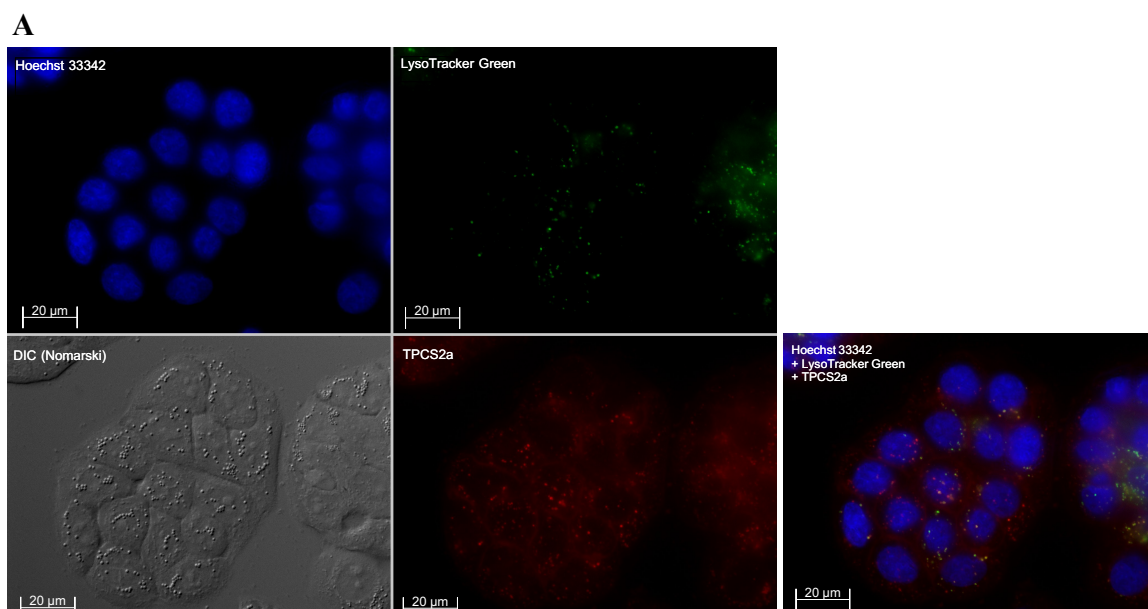 A
Hoechst 33342
LysoTracker Green
20 µm
20 µm
DIC (Nomarski)
TPCS2a
Hoechst 33342
+ LysoTracker Green
+ TPCS2a
20 µm
20 µm
20 µm